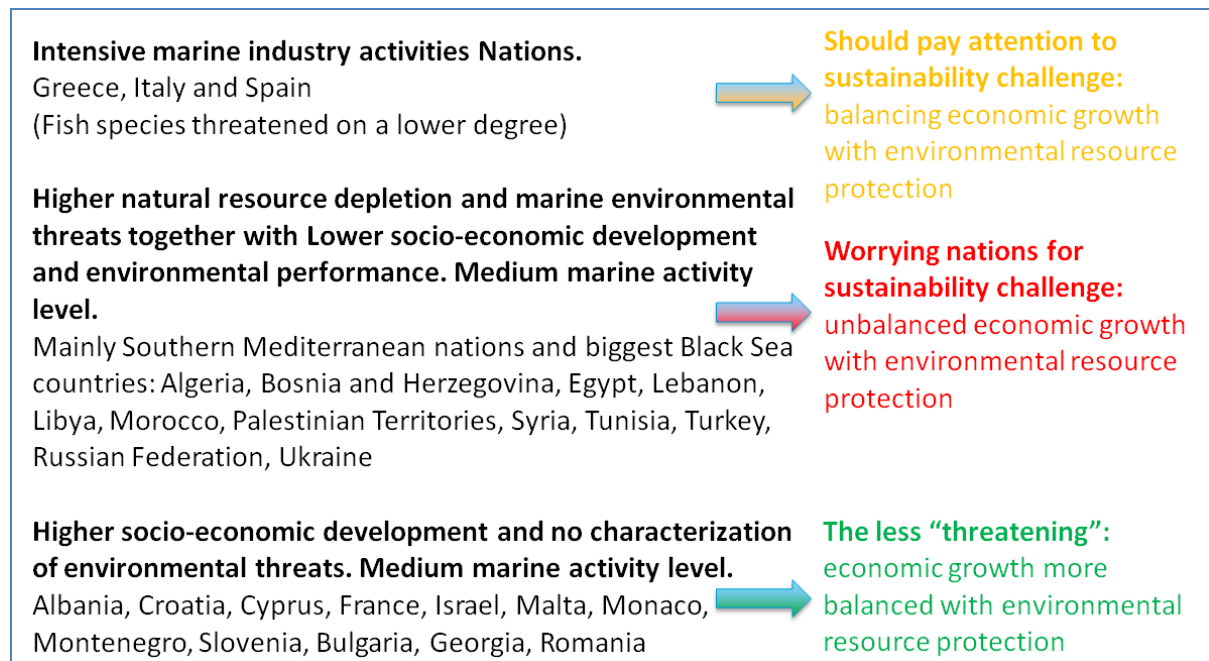 Intensive marine industry activities Nations.
Greece, Italy and Spain
(Fish species threatened on a lower degree)
Should pay attention to
sustainability challenge:
balancing economic growth
with environmental resource
protection
Higher natural resource depletion and marine environmental
threats together with Lower socio-economic development
and environmental performance. Medium marine activity
level.
Mainly Southern Mediterranean nations and biggest Black Sea
countries: Algeria, Bosnia and Herzegovina, Egypt, Lebanon,
Libya, Morocco, Palestinian Territories, Syria, Tunisia, Turkey,
Russian Federation, Ukraine
Worrying nations for
sustainability challenge:
unbalanced economic growth
with environmental resource
protection
Higher socio-economic development and no characterization
of environmental threats. Medium marine activity level.
Albania, Croatia, Cyprus, France, Israel, Malta, Monaco,
Montenegro, Slovenia, Bulgaria, Georgia, Romania
The less “threatening”:
economic growth more
balanced with environmental
resource protection